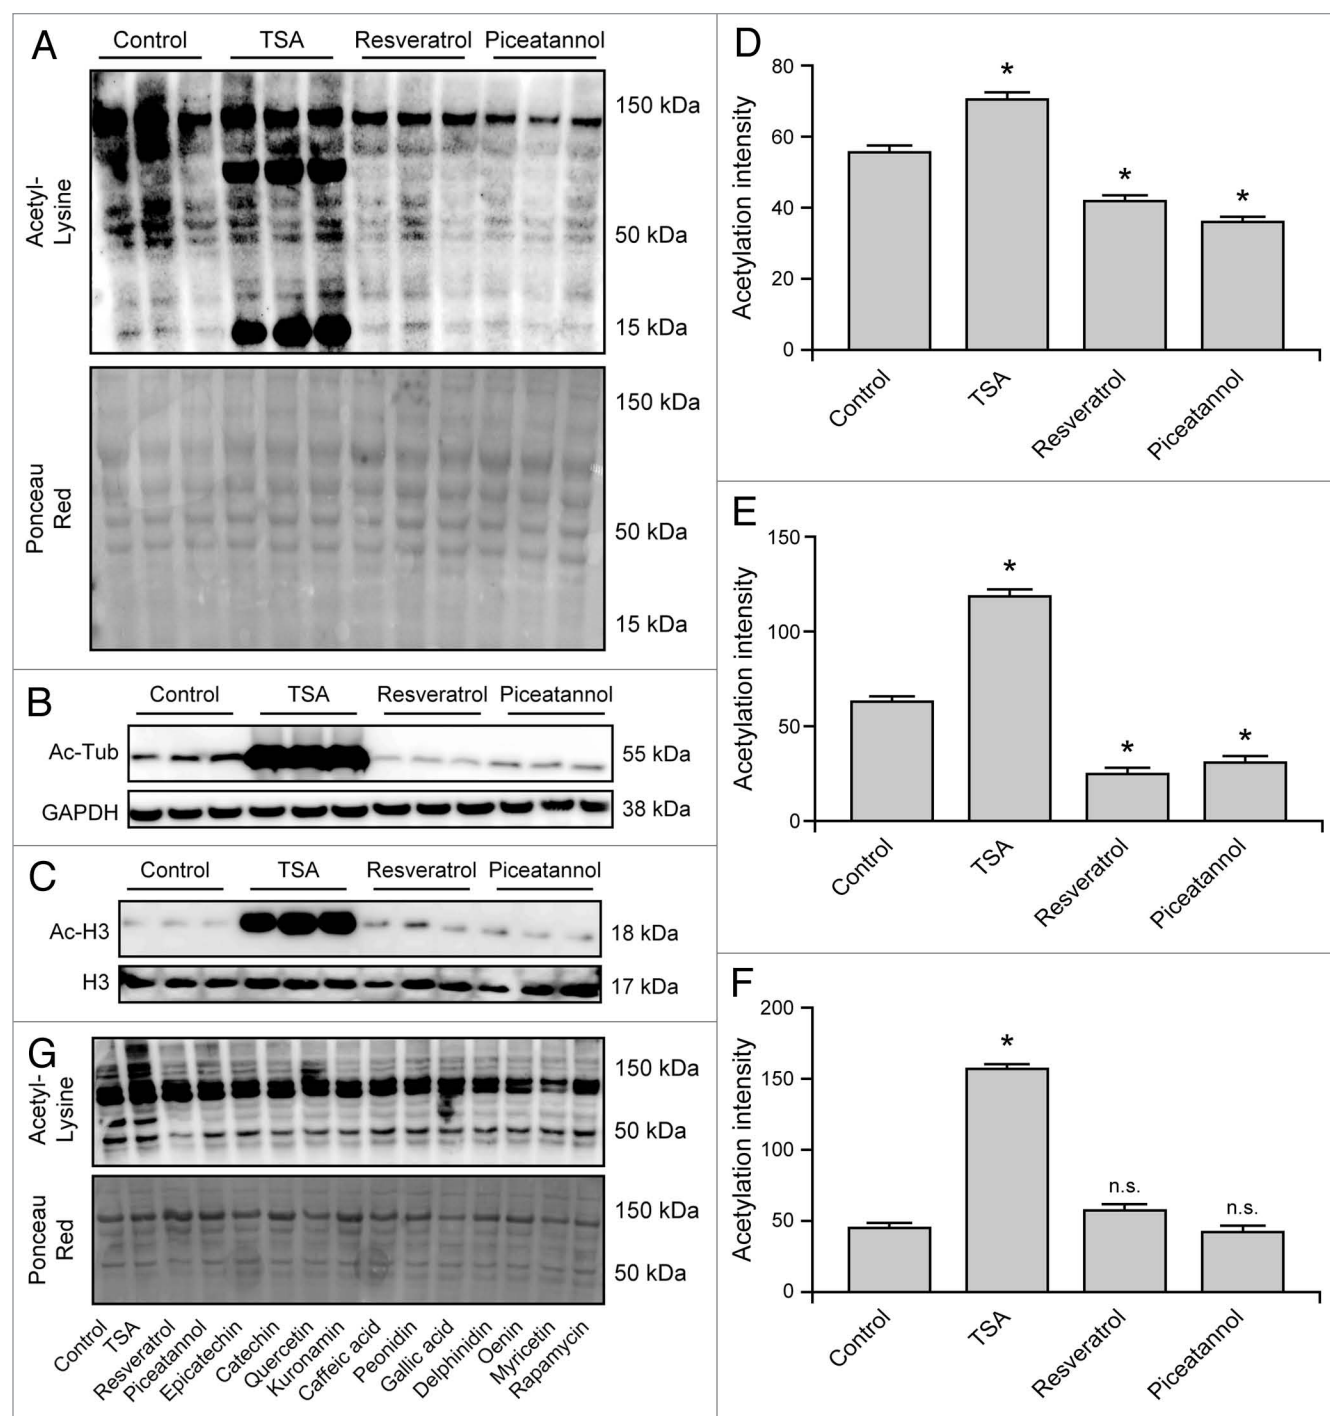 A
Control TSA Resveratrol Piceatannol
Acetyl-
Lysine
150 kDa
50 kDa
15 kDa
Ponceau
Red
150 kDa
50 kDa
15 kDa
B
Control TSA Resveratrol Piceatannol
Ac-Tub 55 kDa
GAPDH 38 kDa
C
Control TSA Resveratrol Piceatannol
Ac-H3 18 kDa
H3 17 kDa
G
Acetyl-
Lysine
150 kDa
50 kDa
Ponceau
Red
150 kDa
50 kDa
Control
TSA
Resveratrol
Piceatannol
Epicatechin
Catechin
Quercetin
Kuronamin
Caffeic acid
Peonidin
Gallic acid
Delphinidin
Oenin
Myricetin
Rapamycin
D
Acetylation intensity
80
60
40
20
0
*
*
*
Control
TSA
Resveratrol
Piceatannol
E
Acetylation intensity
150
100
50
0
*
*
*
Control
TSA
Resveratrol
Piceatannol
F
Acetylation intensity
200
150
100
50
0
*
n.s.
n.s.
Control
TSA
Resveratrol
Piceatannol